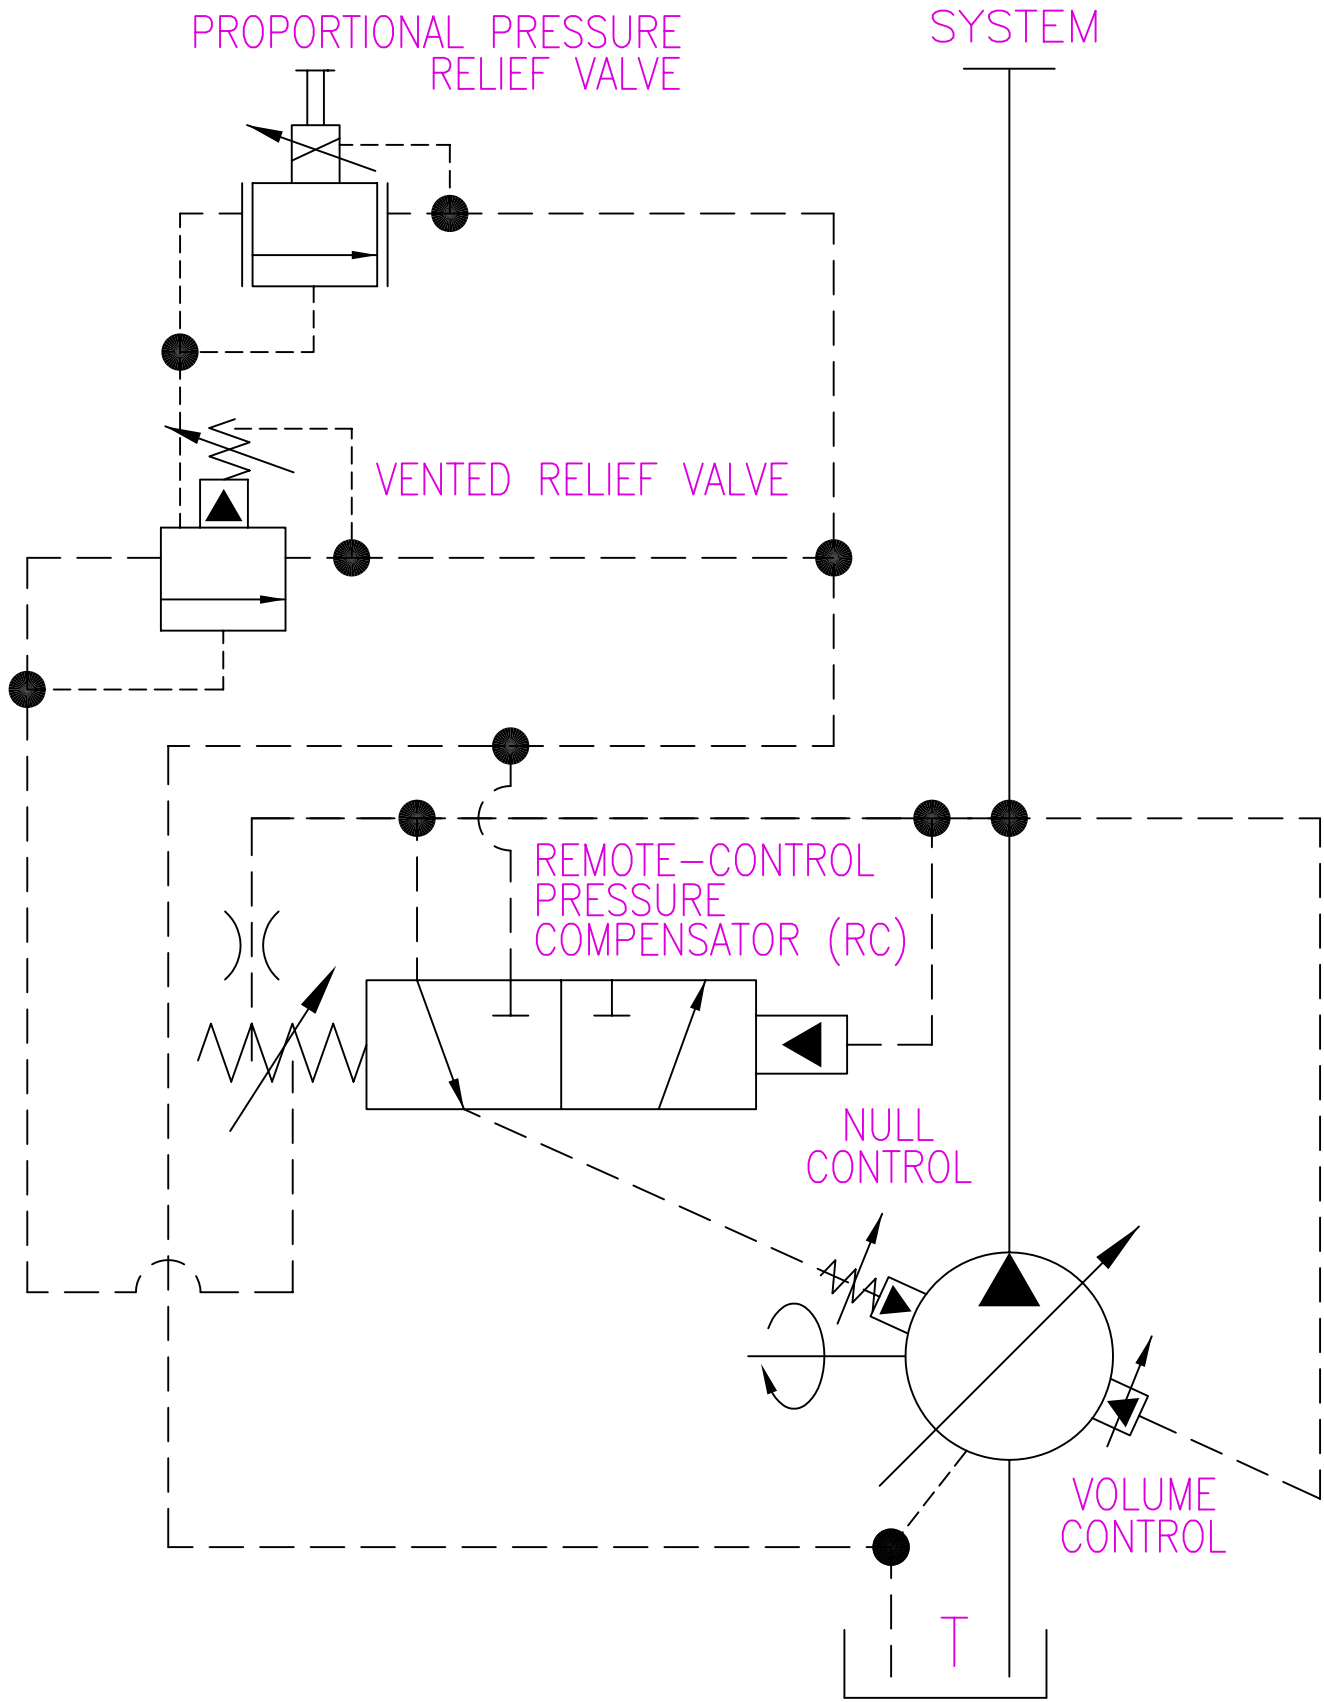 PROPORTIONAL PRESSURE
RELIEF VALVE
SYSTEM
VENTED RELIEF VALVE
REMOTE-CONTROL
PRESSURE
COMPENSATOR (RC)
NULL
CONTROL
VOLUME
CONTROL
T